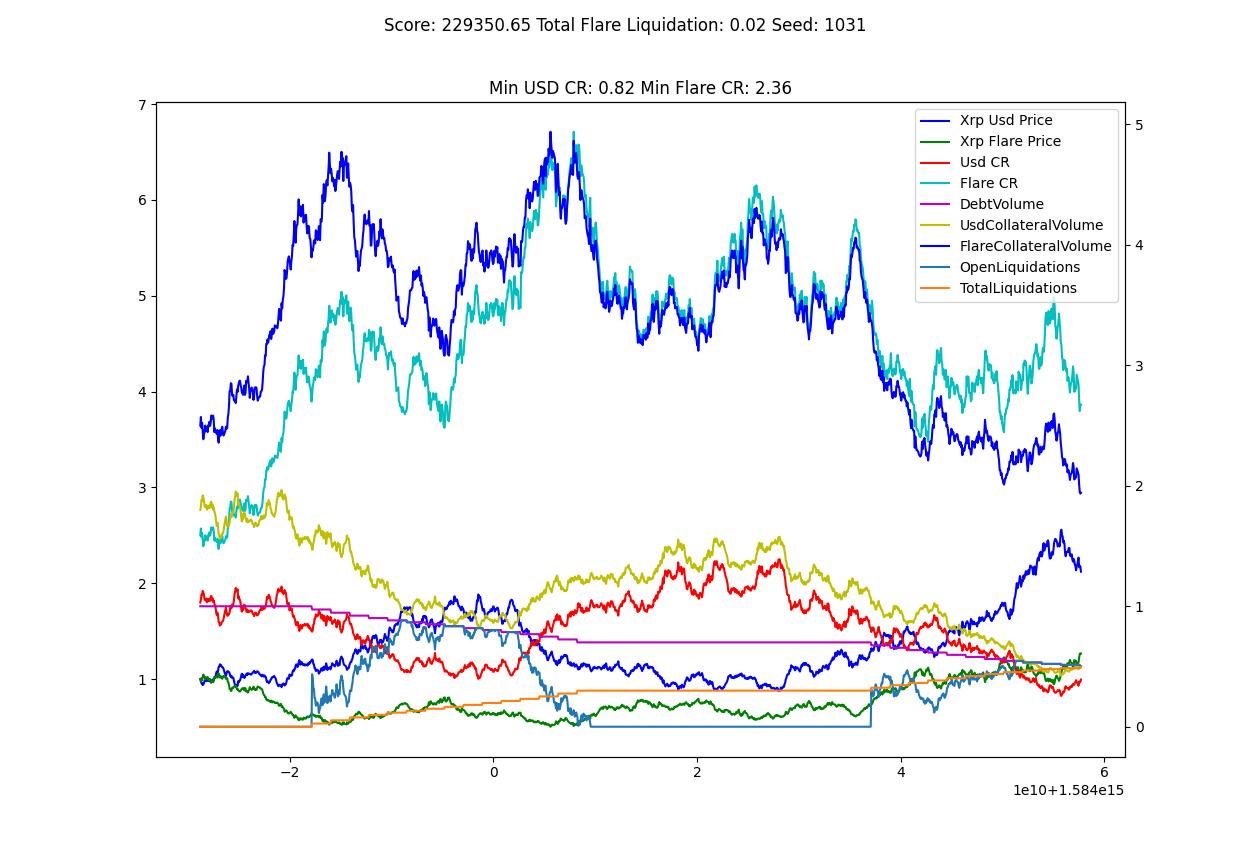 Score: 229350.65 Total Flare Liquidation: 0.02 Seed: 1031
Min USD CR: 0.82 Min Flare CR: 2.36
7
6
5
4
3
2
1
5
4
3
2
1
0
Xrp Usd Price
Xrp Flare Price
Usd CR
Flare CR
DebtVolume
UsdCollateralVolume
FlareCollateralVolume
OpenLiquidations
TotalLiquidations
−2 0 2 4 6
1e10+1.584e15